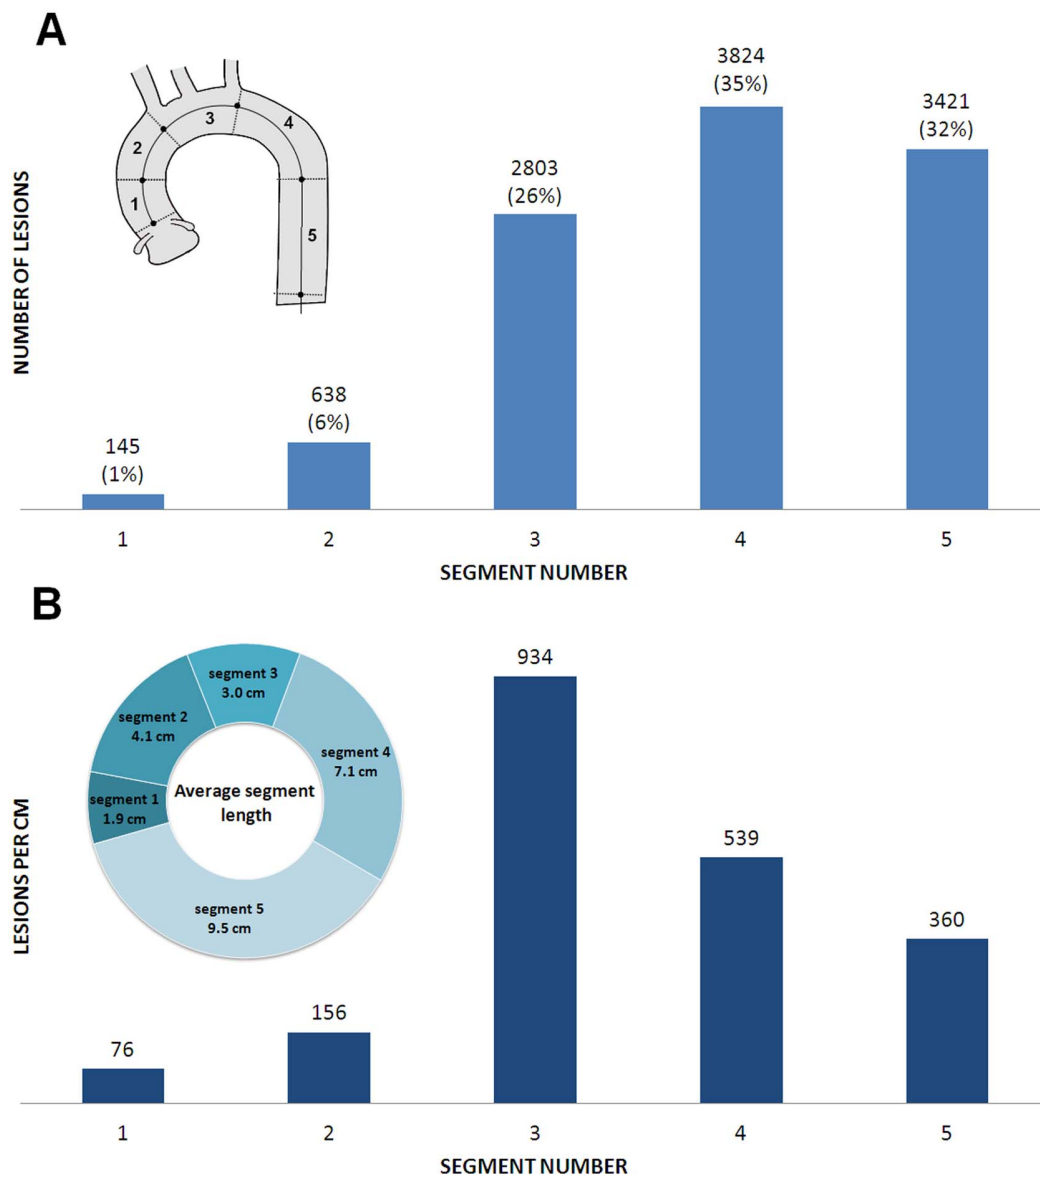 A
3
4
2
1
5
NUMBER OF LESIONS
145
(1%)
638
(6%)
2803
(26%)
3824
(35%)
3421
(32%)
1 2 3 4 5
SEGMENT NUMBER
B
segment 3
3.0 cm
segment 2
4.1 cm
segment 4
7.1 cm
segment 1
1.9 cm
Average segment
length
segment 5
9.5 cm
LESIONS PER CM
76
156
934
539
360
1 2 3 4 5
SEGMENT NUMBER